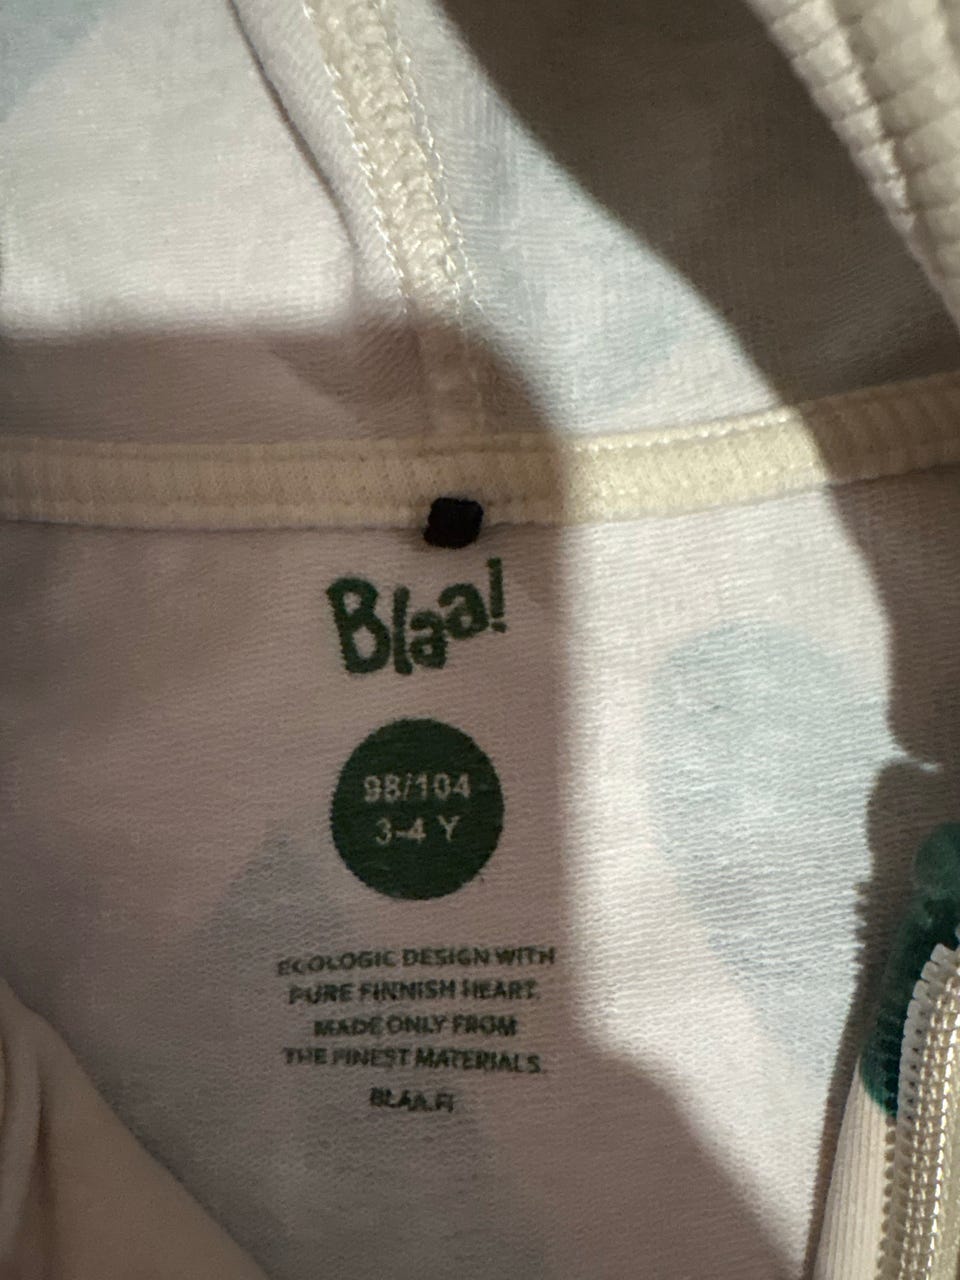 Blaa!
98/104
3-4 Y
ECOLOGIC DESIGN WITH
PURE FINNISH HEART.
MADE ONLY FROM
THE FINEST MATERIALS.
BLAA.FI